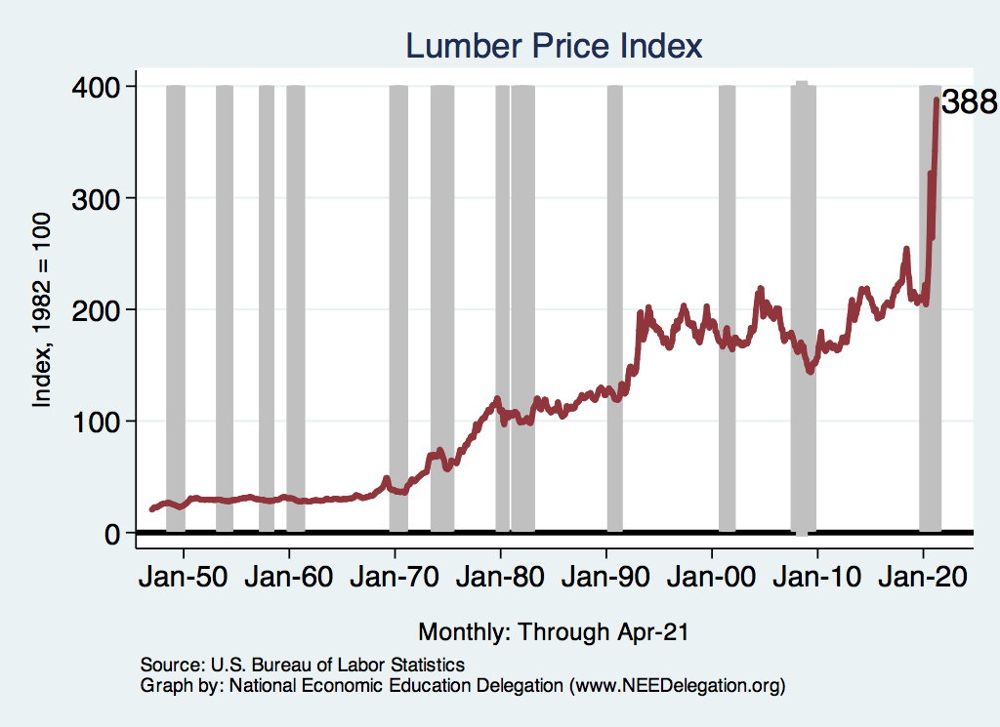 Lumber Price Index
400
300
200
100
0
Index, 1982 = 100
388
Jan-50 Jan-60 Jan-70 Jan-80 Jan-90 Jan-00 Jan-10 Jan-20
Monthly: Through Apr-21
Source: U.S. Bureau of Labor Statistics
Graph by: National Economic Education Delegation (www.NEEDelegation.org)